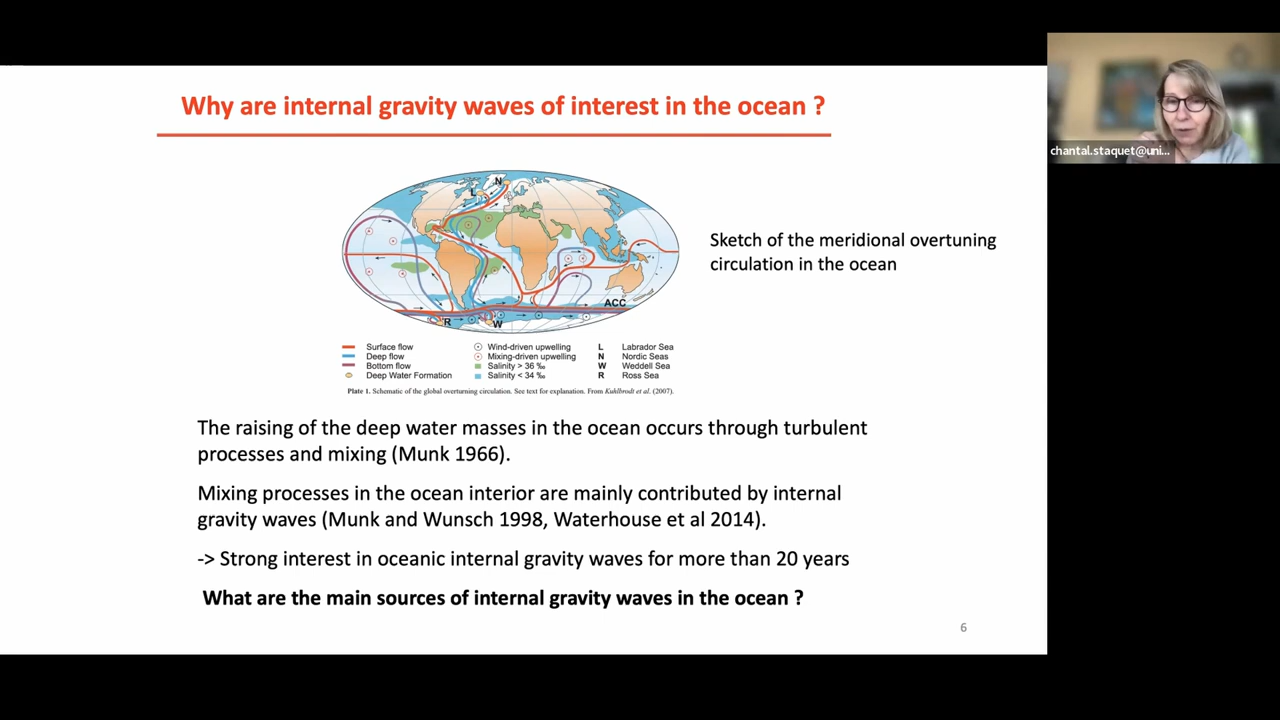 Why are internal gravity waves of interest in the ocean ?
chantal.staquet@uni...
N
L
Sketch of the meridional overtuning
circulation in the ocean
ACC
R
W
Surface flow
Deep flow
Bottom flow
Deep Water Formation
Wind-driven upwelling
Mixing-driven upwelling
Salinity > 36 ‰
Salinity < 34 ‰
L Labrador Sea
N Nordic Seas
W Weddell Sea
R Ross Sea
Plate 1. Schematic of the global overturning circulation. See text for explanation. From Kuhlbrodt et al. (2007).
The raising of the deep water masses in the ocean occurs through turbulent
processes and mixing (Munk 1966).
Mixing processes in the ocean interior are mainly contributed by internal
gravity waves (Munk and Wunsch 1998, Waterhouse et al 2014).
-> Strong interest in oceanic internal gravity waves for more than 20 years
What are the main sources of internal gravity waves in the ocean ?
6